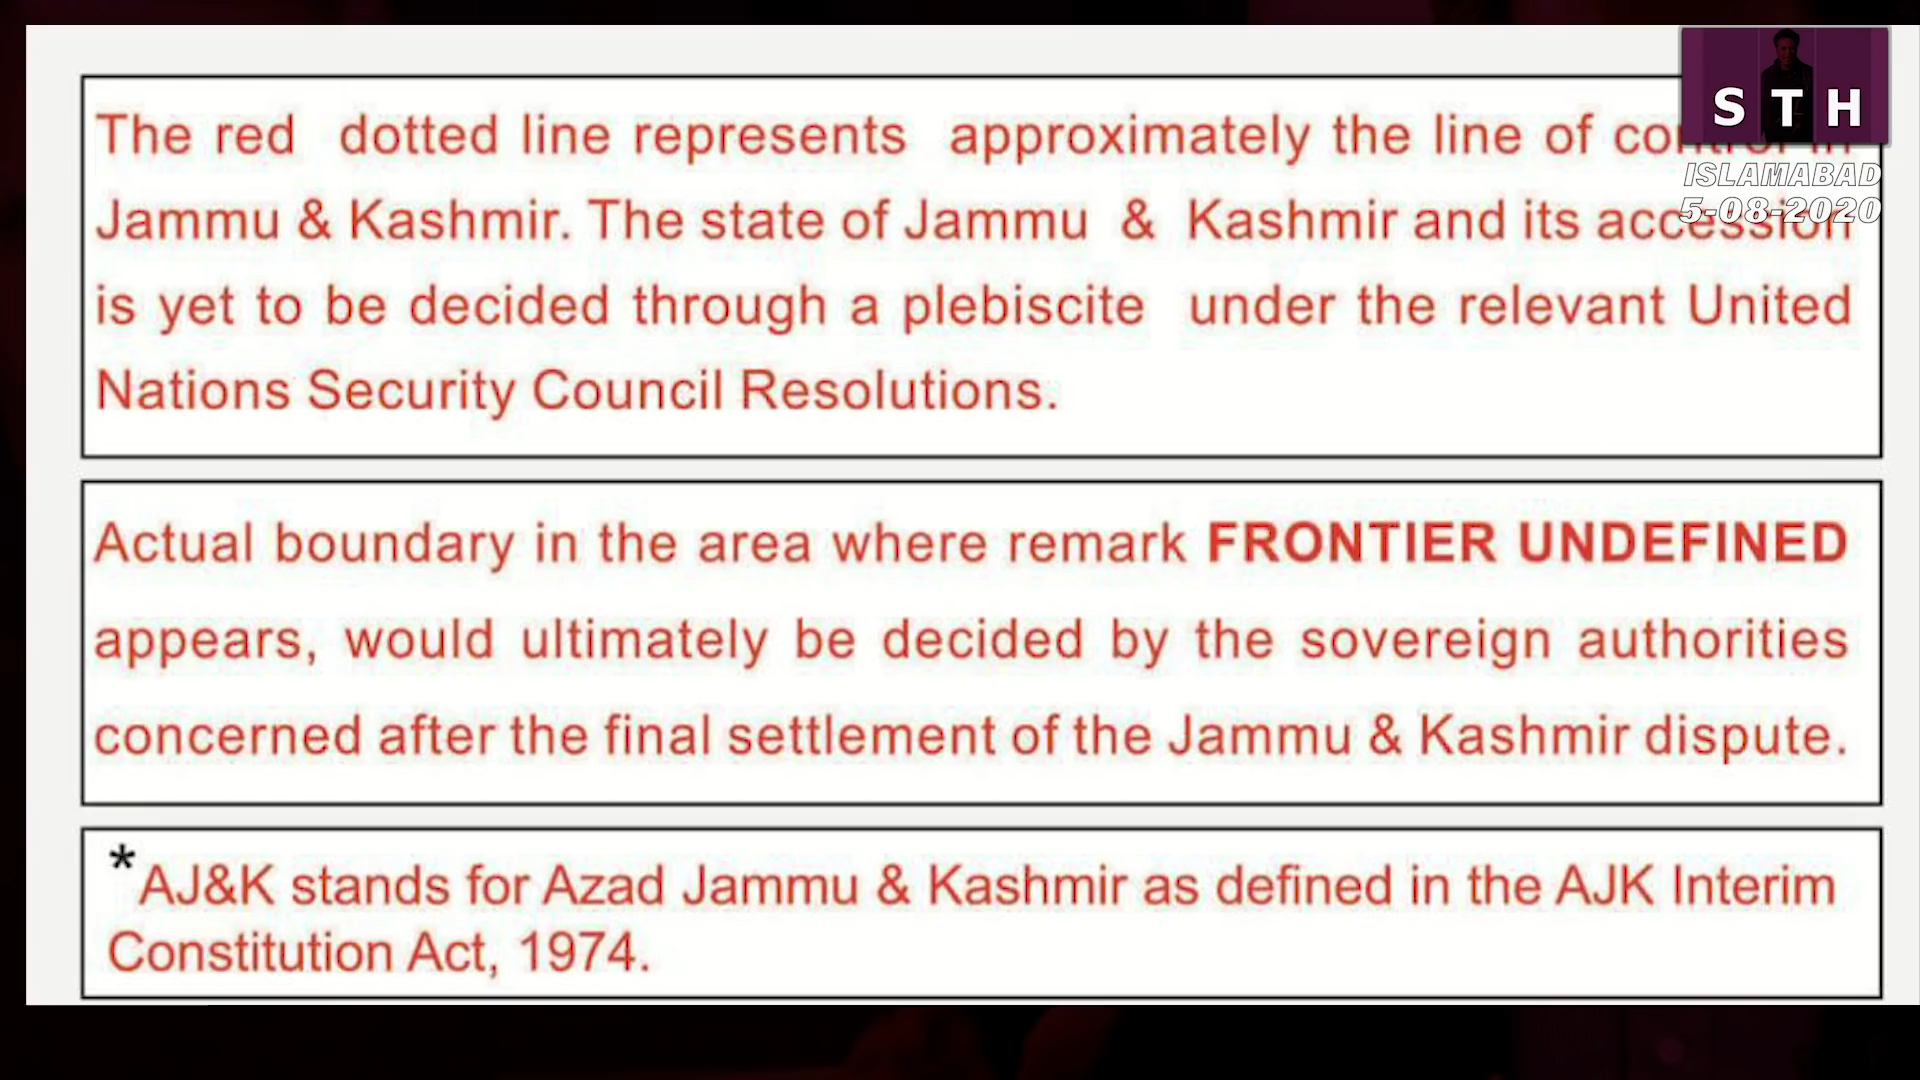 The red dotted line represents approximately the line of control in
Jammu & Kashmir. The state of Jammu & Kashmir and its accession
is yet to be decided through a plebiscite under the relevant United
Nations Security Council Resolutions.
Actual boundary in the area where remark FRONTIER UNDEFINED
appears, would ultimately be decided by the sovereign authorities
concerned after the final settlement of the Jammu & Kashmir dispute.
*AJ&K stands for Azad Jammu & Kashmir as defined in the AJK Interim
Constitution Act, 1974.
S T H
ISLAMABAD
5-08-2020